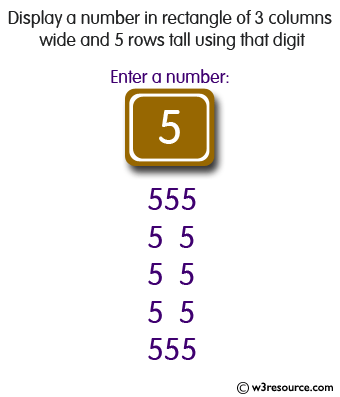 Display a number in rectangle of 3 columns
wide and 5 rows tall using that digit
Enter a number:
5
555
5 5
5 5
5 5
555
© w3resource.com